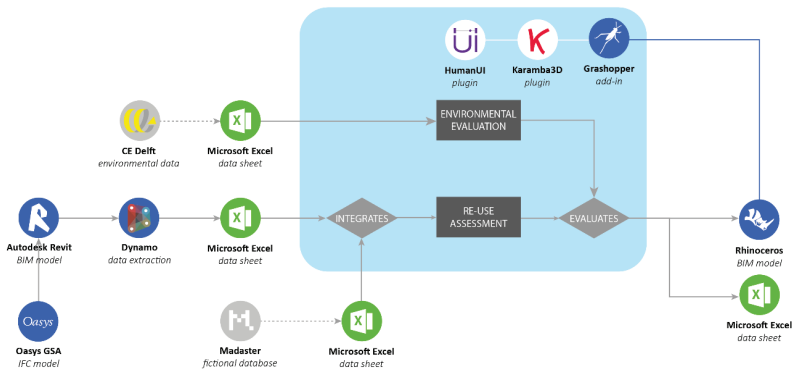 Ui
HumanUI
plugin
Karamba3D
plugin
Grashopper
add-in
CE Delft
environmental data
X
Microsoft Excel
data sheet
ENVIRONMENTAL
EVALUATION
R
Autodesk Revit
BIM model
Dynamo
data extraction
X
Microsoft Excel
data sheet
INTEGRATES
RE-USE
ASSESSMENT
EVALUATES
Rhinoceros
BIM model
Oasys
Oasys GSA
IFC model
M
Madaster
fictional database
X
Microsoft Excel
data sheet
X
Microsoft Excel
data sheet